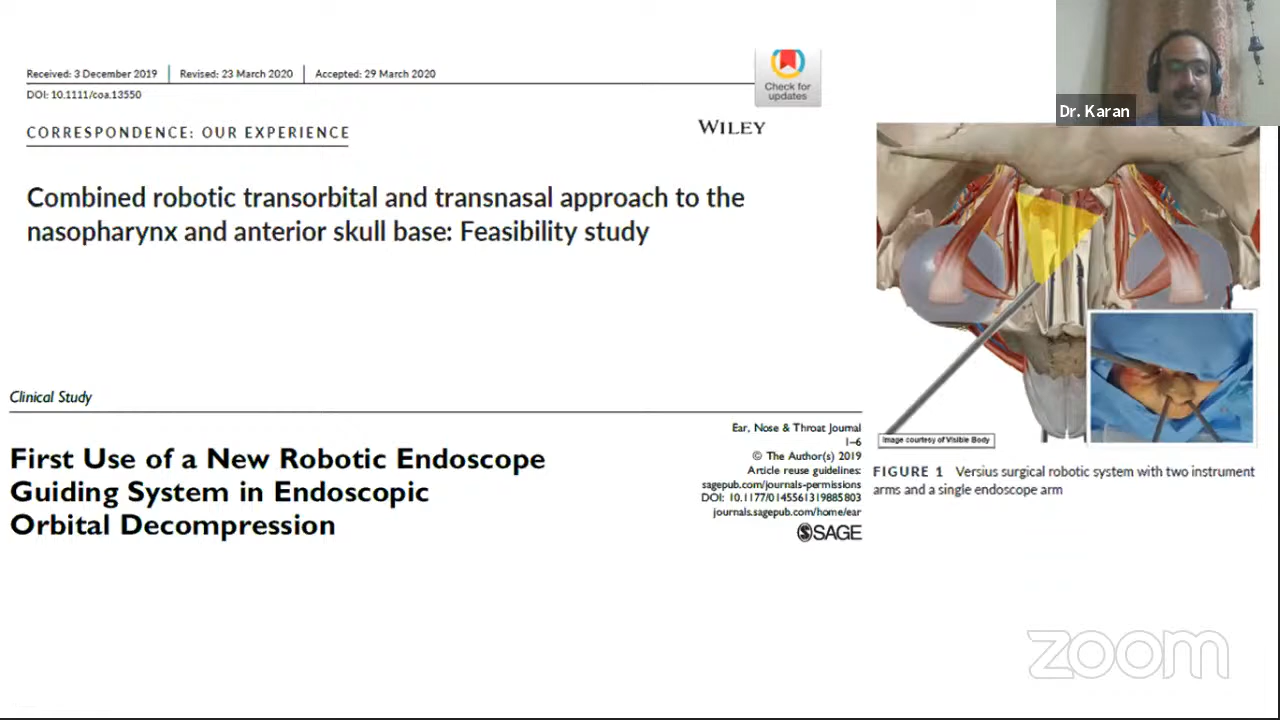 Received: 3 December 2019 | Revised: 23 March 2020 | Accepted: 29 March 2020
DOI: 10.1111/coa.13550
Check for
updates
CORRESPONDENCE: OUR EXPERIENCE
WILEY
Combined robotic transorbital and transnasal approach to the
nasopharynx and anterior skull base: Feasibility study
Dr. Karan
Image courtesy of Visible Body
FIGURE 1 Versius surgical robotic system with two instrument
arms and a single endoscope arm
Clinical Study
First Use of a New Robotic Endoscope
Guiding System in Endoscopic
Orbital Decompression
Ear, Nose & Throat Journal
1–6
© The Author(s) 2019
Article reuse guidelines:
sagepub.com/journals-permissions
DOI: 10.1177/0145561319885803
journals.sagepub.com/home/ear
SAGE
zoom